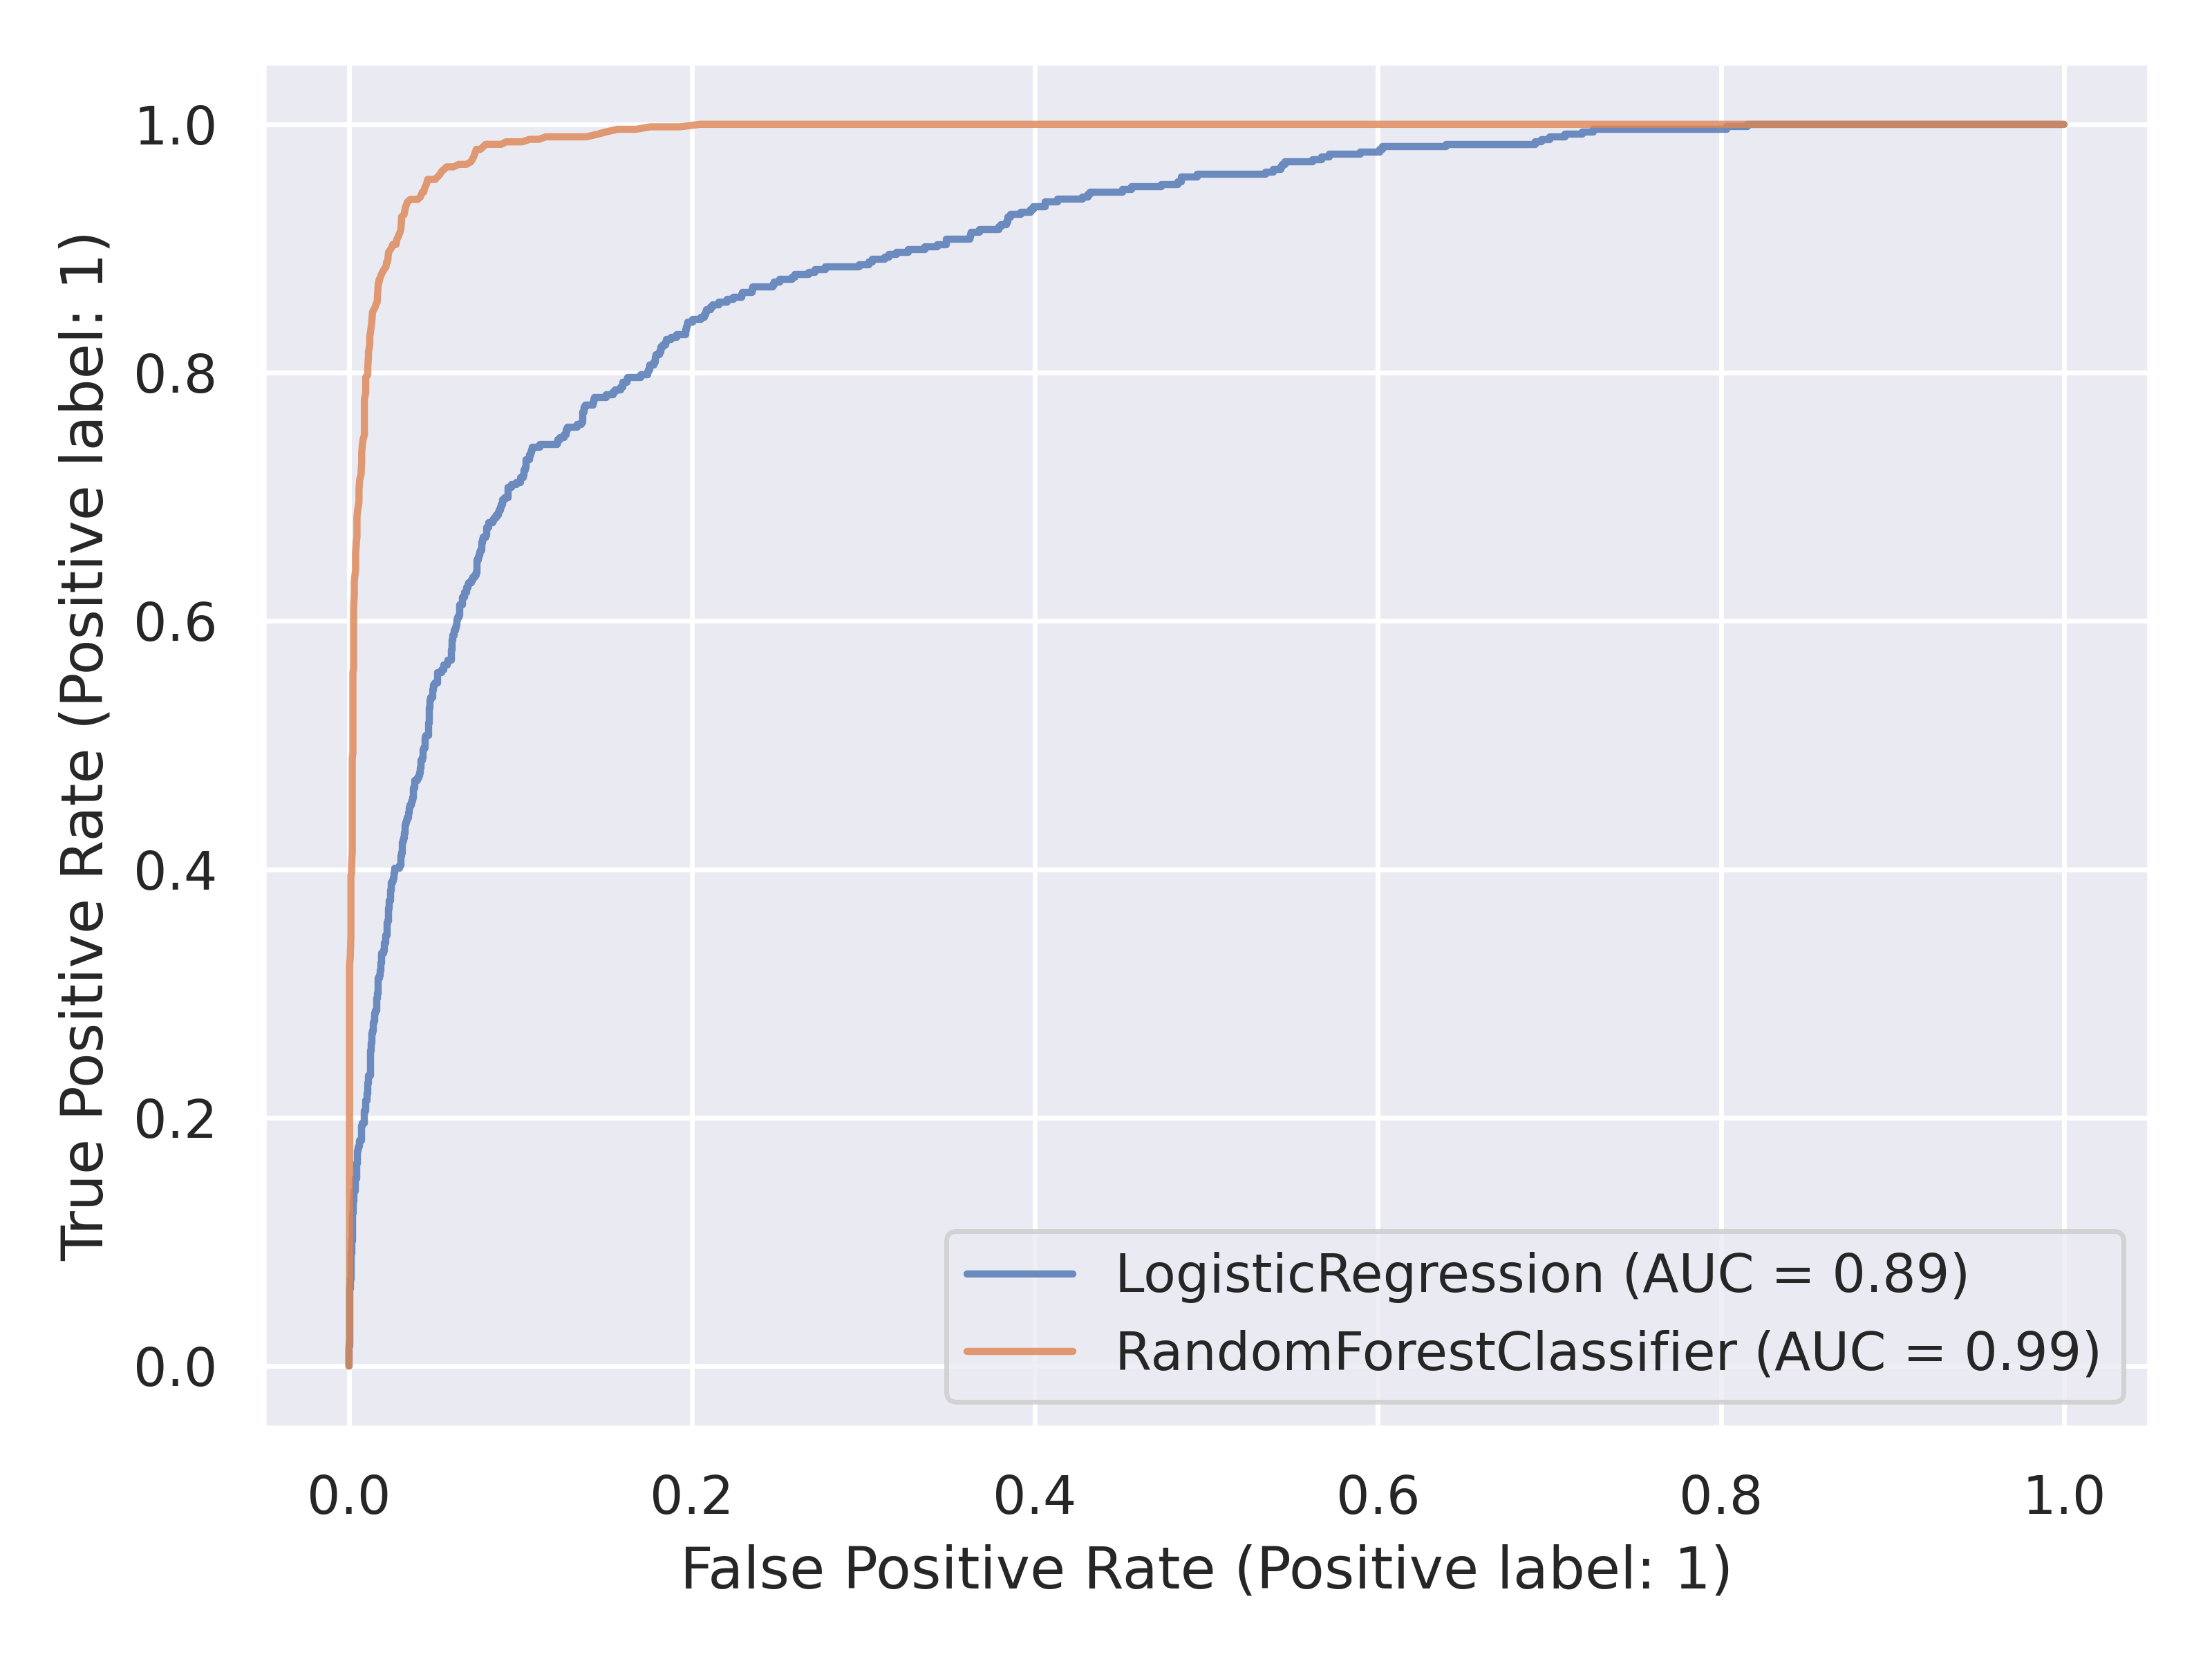 1.0
0.8
0.6
0.4
0.2
0.0
True Positive Rate (Positive label: 1)
LogisticRegression (AUC = 0.89)
RandomForestClassifier (AUC = 0.99)
0.0 0.2 0.4 0.6 0.8 1.0
False Positive Rate (Positive label: 1)